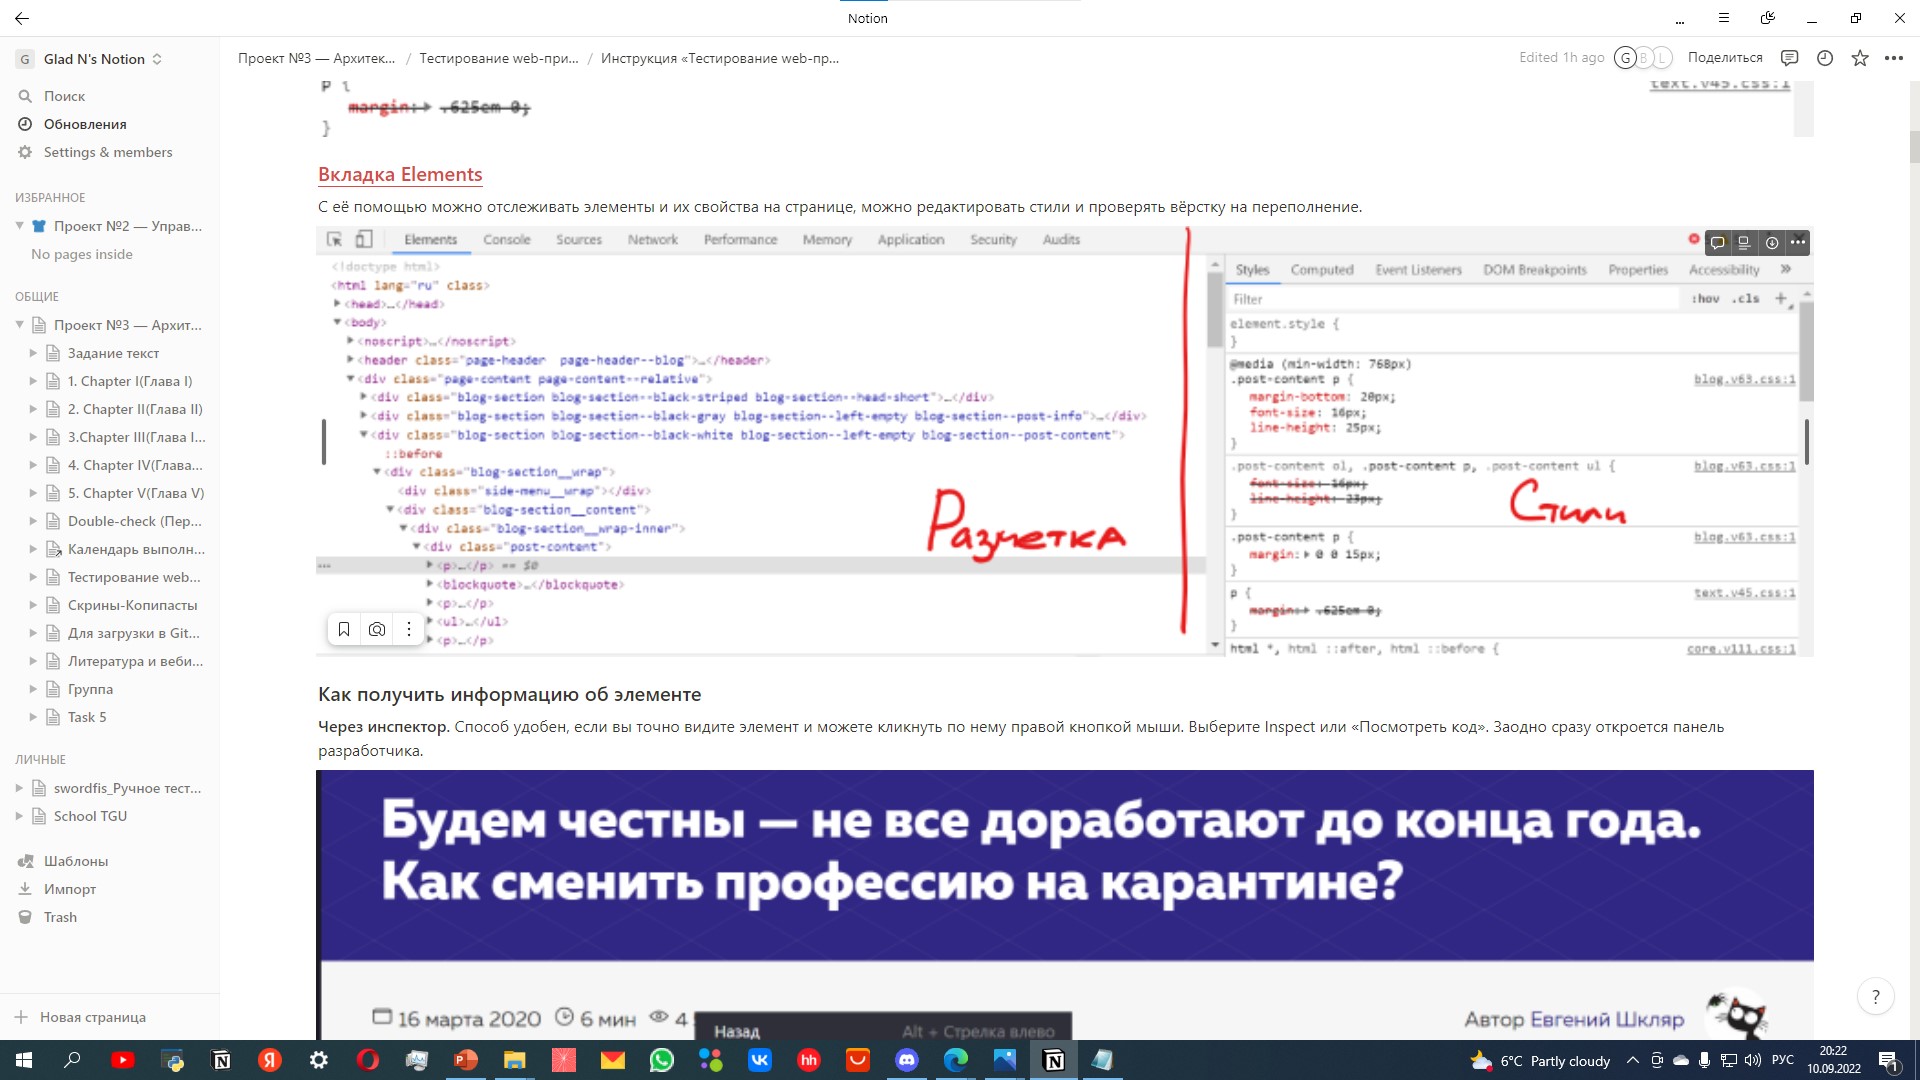 Notion
G Glad N's Notion
Проект №3 — Архитек... / Тестирование web-при... / Инструкция «Тестирование web-пр...
Edited 1h ago G B L Поделиться
Поиск
Обновления
Settings & members
ИЗБРАННОЕ
Проект №2 — Управ...
No pages inside
ОБЩИЕ
Проект №3 — Архит...
Задание текст
1. Chapter I(Глава I)
2. Chapter II(Глава II)
3.Chapter III(Глава I...
4. Chapter IV(Глава...
5. Chapter V(Глава V)
Double-check (Пер...
Календарь выполн...
Тестирование web...
Скрины-Копипасты
Для загрузки в Git...
Литература и веби...
Группа
Task 5
ЛИЧНЫЕ
swordfis_Ручное тест...
School TGU
Шаблоны
Импорт
Trash
Новая страница
p {
text.v45.css:1
margin: .625em 0;
}
Вкладка Elements
С её помощью можно отслеживать элементы и их свойства на странице, можно редактировать стили и проверять вёрстку на переполнение.
Elements Console Sources Network Performance Memory Application Security Audits
<!doctype html>
<html lang="ru" class>
<head>…</head>
<body>
<noscript>…</noscript>
<header class="page-header  page-header--blog">…</header>
<div class="page-content page-content--relative">
<div class="blog-section blog-section--black-striped blog-section--head-short">…</div>
<div class="blog-section blog-section--black-gray blog-section--left-empty blog-section--post-info">…</div>
<div class="blog-section blog-section--black-white blog-section--left-empty blog-section--post-content">
::before
<div class="blog-section__wrap">
<div class="side-menu__wrap"></div>
<div class="blog-section__content">
<div class="blog-section__wrap-inner">
<div class="post-content">
<p>…</p> == $0
<blockquote>…</blockquote>
<p>…</p>
<ul>…</ul>
<p>…</p>
Разметка
Styles Computed Event Listeners DOM Breakpoints Properties Accessibility »
Filter :hov .cls +
element.style {
}
@media (min-width: 768px)
.post-content p { blog.v63.css:1
margin-bottom: 20px;
font-size: 16px;
line-height: 25px;
}
.post-content ol, .post-content p, .post-content ul { blog.v63.css:1
font-size: 16px;
line-height: 23px;
}
Стили
.post-content p { blog.v63.css:1
margin: 0 0 15px;
}
p { text.v45.css:1
margin: .625em 0;
}
html *, html ::after, html ::before { core.v111.css:1
Как получить информацию об элементе
Через инспектор. Способ удобен, если вы точно видите элемент и можете кликнуть по нему правой кнопкой мыши. Выберите Inspect или «Посмотреть код». Заодно сразу откроется панель
разработчика.
Будем честны — не все доработают до конца года.
Как сменить профессию на карантине?
16 марта 2020 6 мин 4
Назад Alt + Стрелка влево
Автор Евгений Шкляр
?
6°C Partly cloudy РУС 20:22
10.09.2022
1